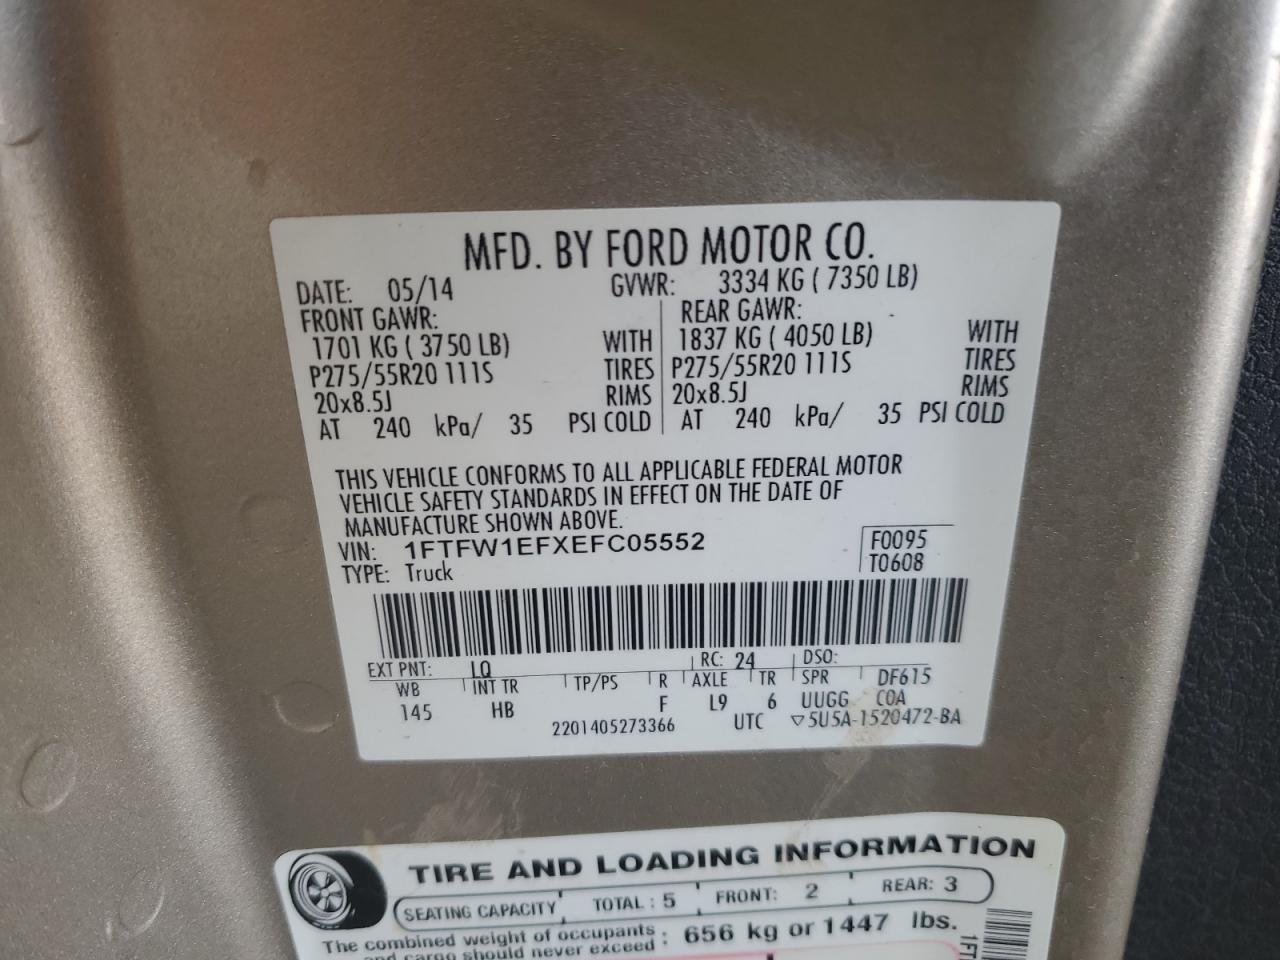 MFD. BY FORD MOTOR CO.
DATE: 05/14 GVWR: 3334 KG ( 7350 LB)
FRONT GAWR: REAR GAWR:
1701 KG ( 3750 LB) WITH 1837 KG ( 4050 LB) WITH
P275/55R20 111S TIRES P275/55R20 111S TIRES
20x8.5J RIMS 20x8.5J RIMS
AT 240 kPa/ 35 PSI COLD AT 240 kPa/ 35 PSI COLD
THIS VEHICLE CONFORMS TO ALL APPLICABLE FEDERAL MOTOR
VEHICLE SAFETY STANDARDS IN EFFECT ON THE DATE OF
MANUFACTURE SHOWN ABOVE.
VIN: 1FTFW1EFXEFC05552 F0095
TYPE: Truck T0608
EXT PNT: LQ RC: 24 DSO:
WB INT TR TP/PS R AXLE TR SPR DF615
145 HB F L9 6 UUGG COA
2201405273366 UTC ▽5U5A-1520472-BA
TIRE AND LOADING INFORMATION
SEATING CAPACITY TOTAL : 5 FRONT: 2 REAR: 3
The combined weight of occupants : 656 kg or 1447 lbs.
and cargo should never exceed
1FT